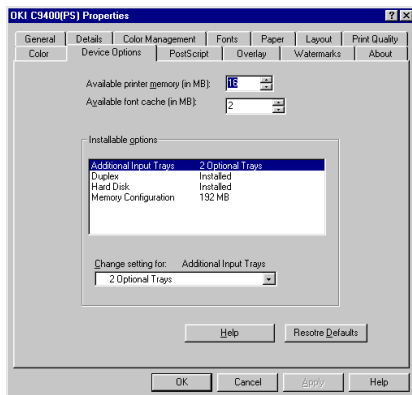 OKI C9400(PS) Properties
General Details Color Management Fonts Paper Layout Print Quality
Color Device Options PostScript Overlay Watermarks About
Available printer memory (in MB): 16
Available font cache (in MB): 2
Installable options
Additional Input Trays 2 Optional Trays
Duplex Installed
Hard Disk Installed
Memory Configuration 192 MB
Change setting for: Additional Input Trays
2 Optional Trays
Help Resotre Defaults
OK Cancel Apply Help